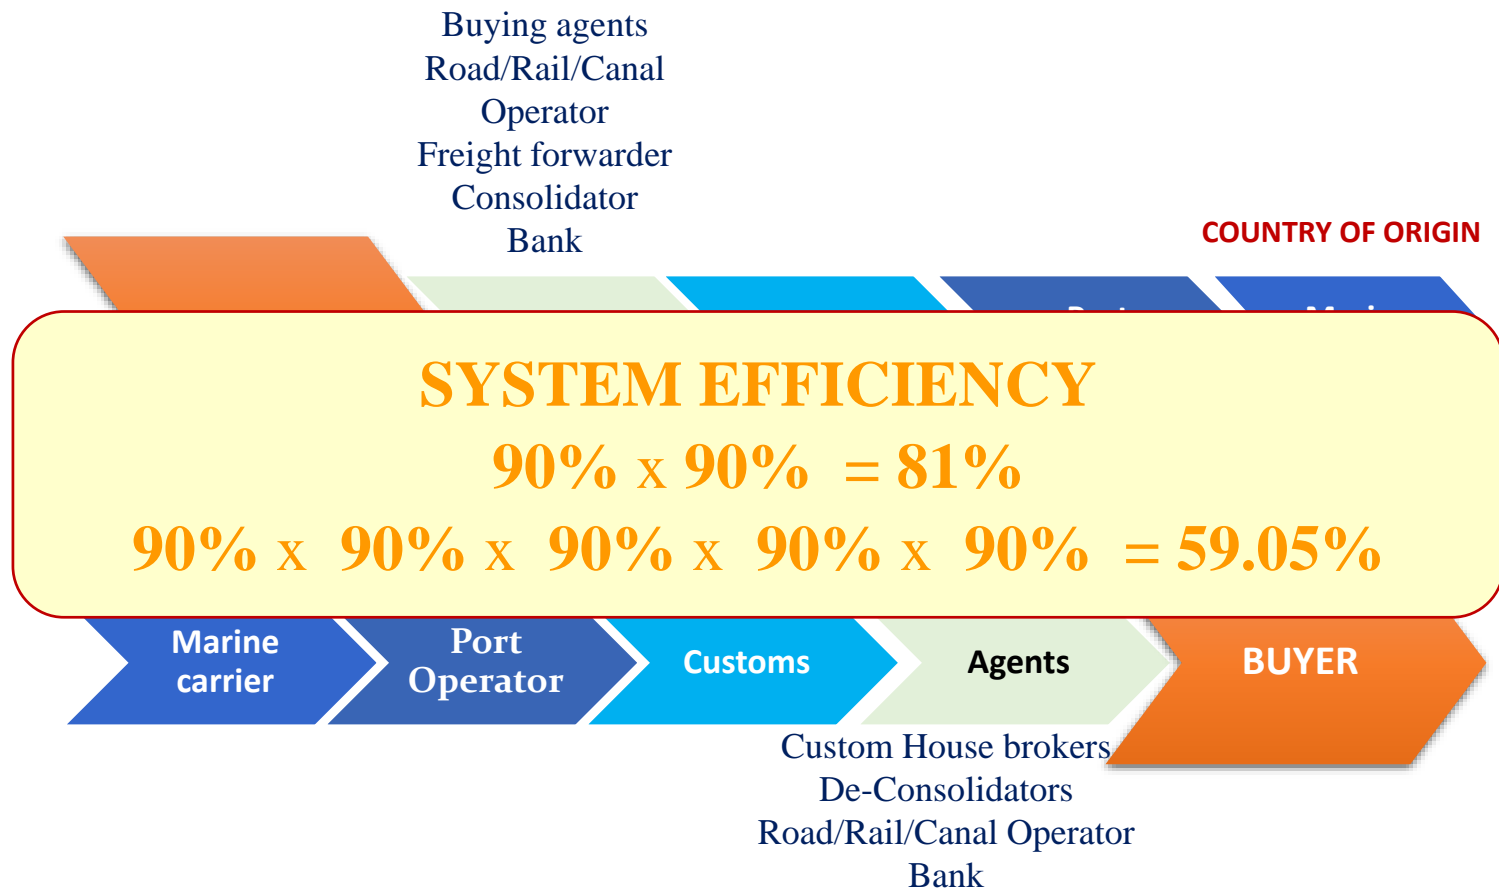 Buying agents
Road/Rail/Canal
Operator
Freight forwarder
Consolidator
Bank
COUNTRY OF ORIGIN
SYSTEM EFFICIENCY
90% x 90% = 81%
90% x 90% x 90% x 90% x 90% = 59.05%
Marine
carrier
Port
Operator
Customs
Agents
BUYER
Custom House brokers
De-Consolidators
Road/Rail/Canal Operator
Bank